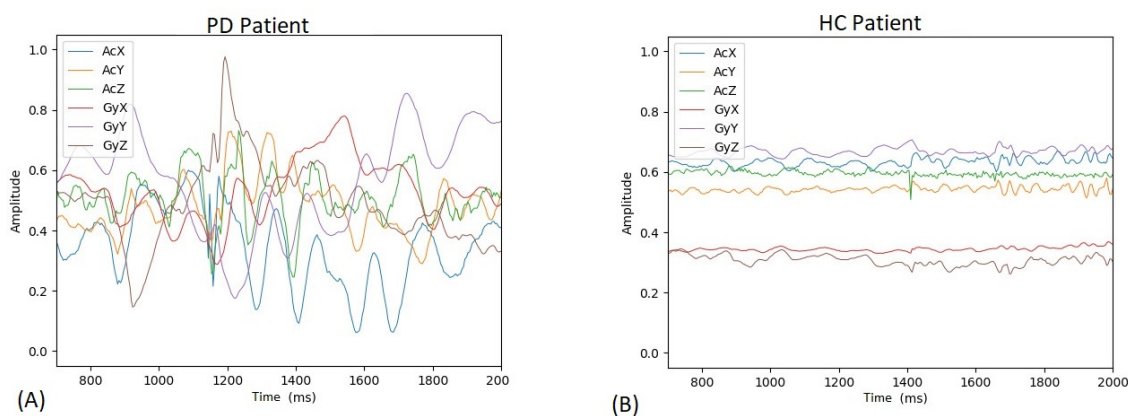 PD Patient
1.0
0.8
0.6
0.4
0.2
0.0
Amplitude
AcX
AcY
AcZ
GyX
GyY
GyZ
800
1000
1200
1400
1600
1800
200
Time (ms)
(A)
HC Patient
1.0
0.8
0.6
0.4
0.2
0.0
Amplitude
AcX
AcY
AcZ
GyX
GyY
GyZ
800
1000
1200
1400
1600
1800
2000
Time (ms)
(B)